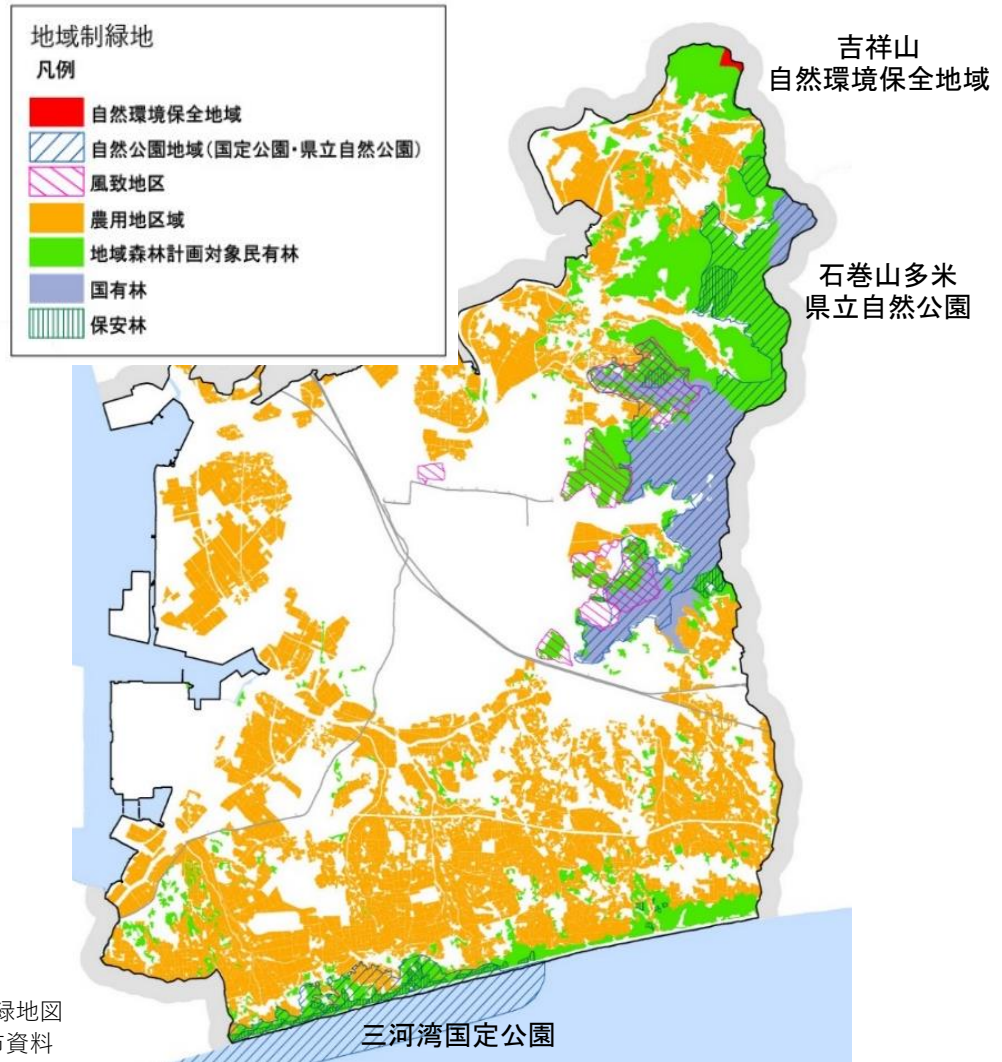 地域制緑地
凡例
自然環境保全地域
自然公園地域(国定公園・県立自然公園)
風致地区
農用地区域
地域森林計画対象民有林
国有林
保安林
吉祥山
自然環境保全地域
石巻山多米
県立自然公園
三河湾国定公園
緑地図
資料